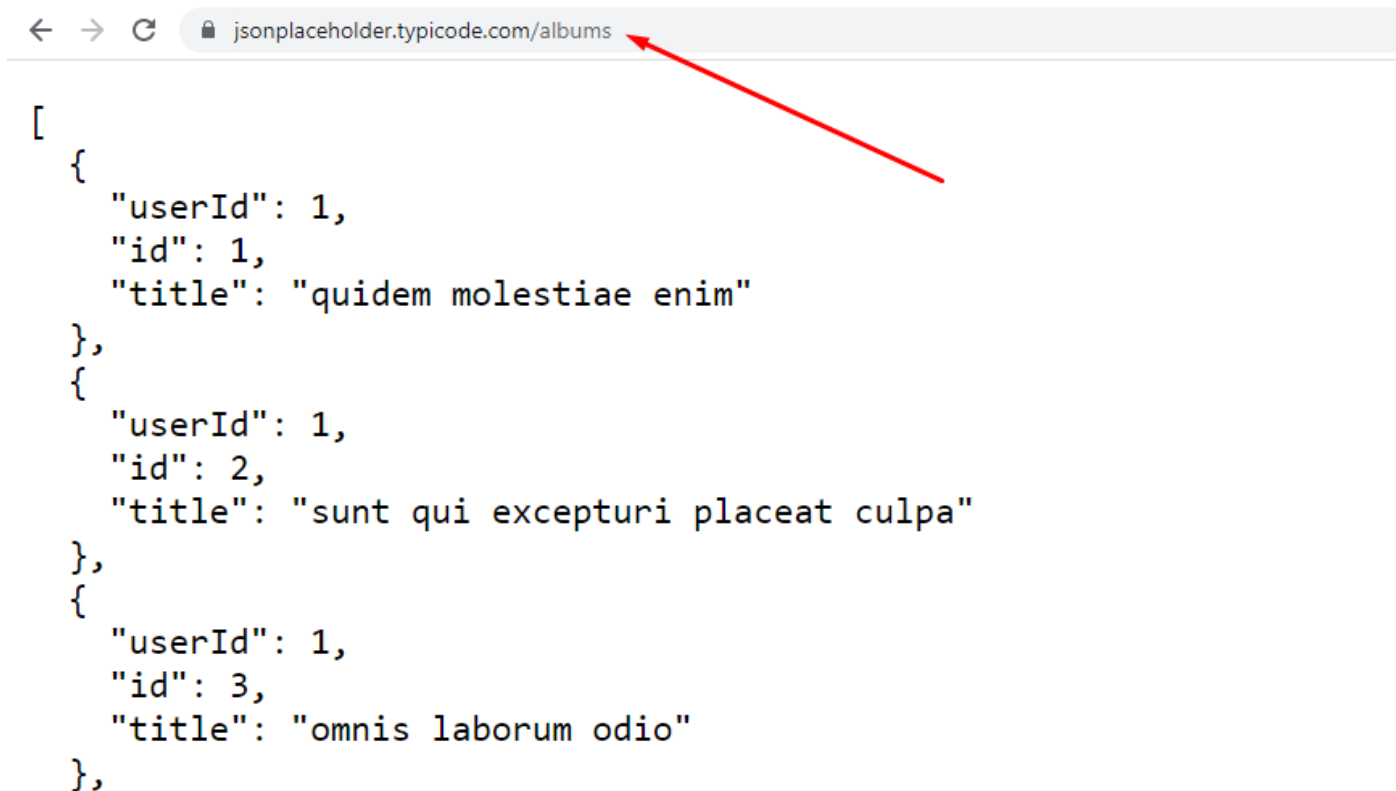 jsonplaceholder.typicode.com/albums
[
{
"userId": 1,
"id": 1,
"title": "quidem molestiae enim"
},
{
"userId": 1,
"id": 2,
"title": "sunt qui excepturi placeat culpa"
},
{
"userId": 1,
"id": 3,
"title": "omnis laborum odio"
},